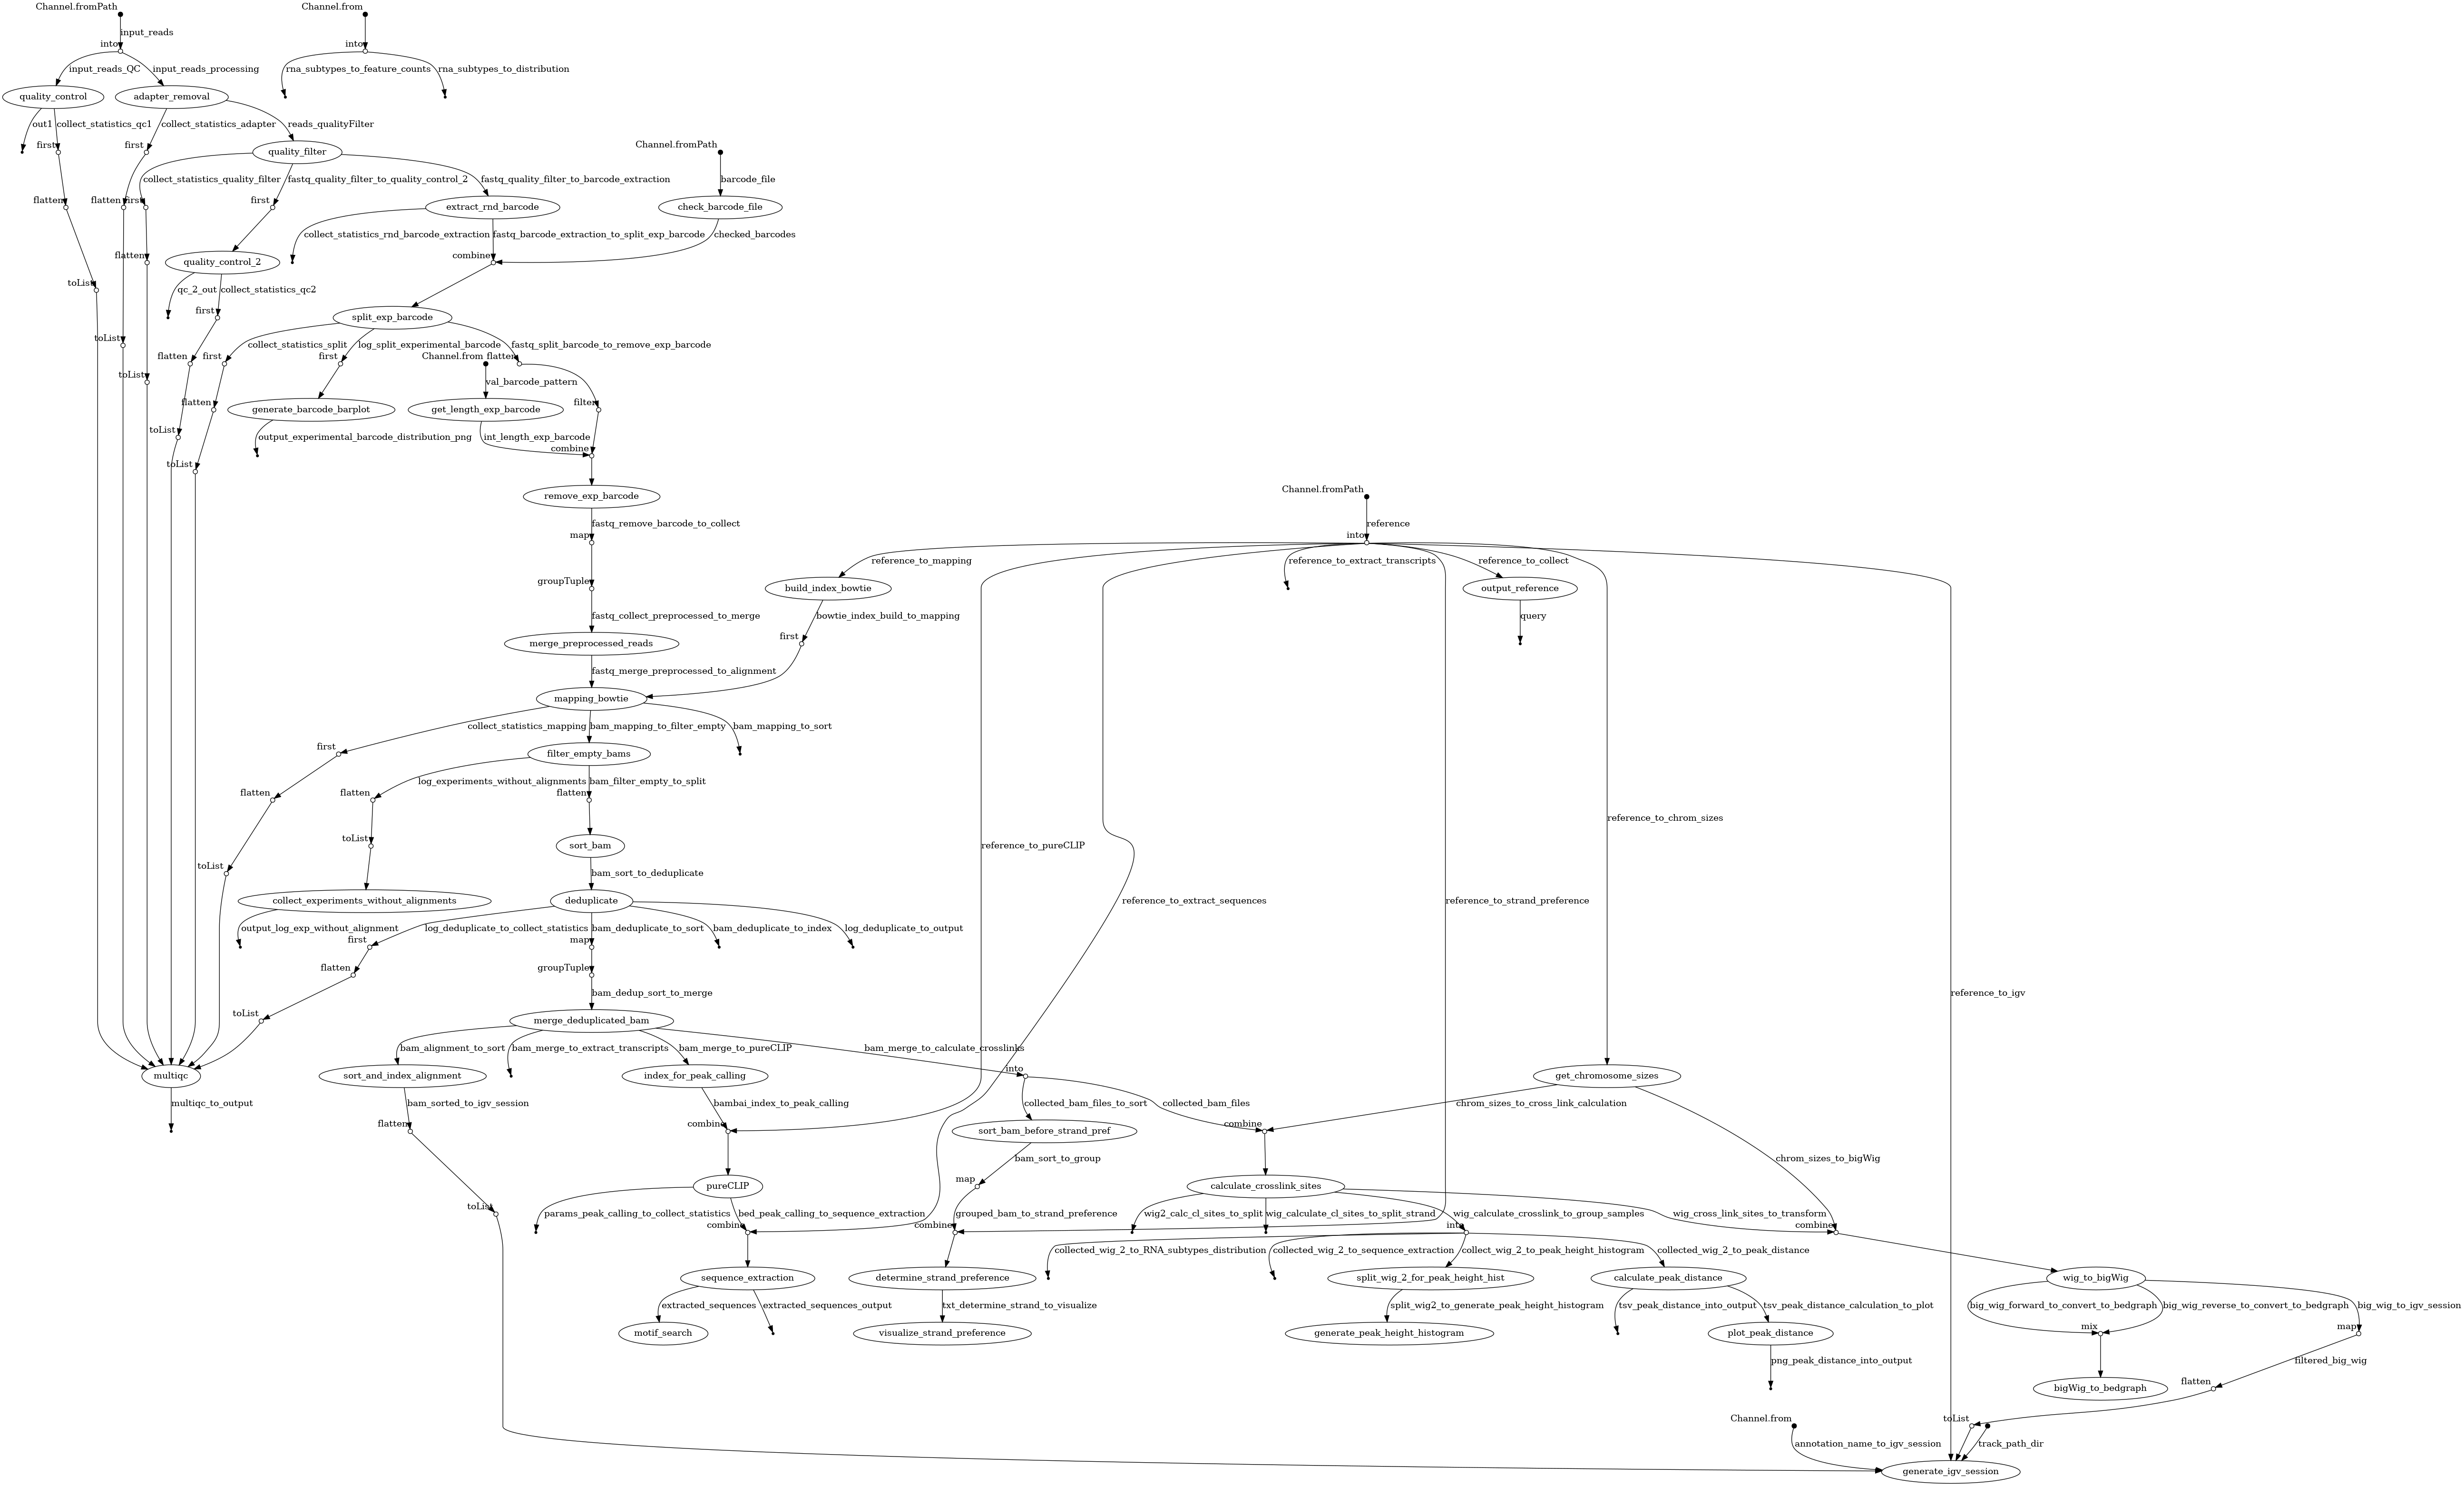 Channel.fromPath
Channel.from
input_reads
into
into
input_reads_QC
input_reads_processing
rna_subtypes_to_feature_counts
rna_subtypes_to_distribution
quality_control
adapter_removal
out1
collect_statistics_qc1
collect_statistics_adapter
reads_qualityFilter
Channel.fromPath
first
first
quality_filter
collect_statistics_quality_filter
fastq_quality_filter_to_quality_control_2
fastq_quality_filter_to_barcode_extraction
barcode_file
flatten
flatten
first
first
extract_rnd_barcode
check_barcode_file
collect_statistics_rnd_barcode_extraction
fastq_barcode_extraction_to_split_exp_barcode
checked_barcodes
flatten
quality_control_2
combine
toList
qc_2_out
collect_statistics_qc2
first
split_exp_barcode
toList
collect_statistics_split
log_split_experimental_barcode
fastq_split_barcode_to_remove_exp_barcode
flatten
first
first
Channel.from
flatten
toList
val_barcode_pattern
flatten
generate_barcode_barplot
get_length_exp_barcode
filter
toList
output_experimental_barcode_distribution_png
int_length_exp_barcode
combine
toList
remove_exp_barcode
Channel.fromPath
fastq_remove_barcode_to_collect
reference
map
into
reference_to_mapping
reference_to_extract_transcripts
reference_to_collect
groupTuple
build_index_bowtie
output_reference
fastq_collect_preprocessed_to_merge
bowtie_index_build_to_mapping
query
merge_preprocessed_reads
first
fastq_merge_preprocessed_to_alignment
mapping_bowtie
collect_statistics_mapping
bam_mapping_to_filter_empty
bam_mapping_to_sort
first
filter_empty_bams
log_experiments_without_alignments
bam_filter_empty_to_split
flatten
flatten
flatten
reference_to_chrom_sizes
toList
sort_bam
reference_to_pureCLIP
toList
bam_sort_to_deduplicate
collect_experiments_without_alignments
deduplicate
reference_to_extract_sequences
reference_to_strand_preference
output_log_exp_without_alignment
log_deduplicate_to_collect_statistics
bam_deduplicate_to_sort
bam_deduplicate_to_index
log_deduplicate_to_output
first
map
flatten
groupTuple
bam_dedup_sort_to_merge
reference_to_igv
toList
merge_deduplicated_bam
bam_alignment_to_sort
bam_merge_to_extract_transcripts
bam_merge_to_pureCLIP
bam_merge_to_calculate_crosslinks
into
multiqc
sort_and_index_alignment
index_for_peak_calling
get_chromosome_sizes
multiqc_to_output
bam_sorted_to_igv_session
bambai_index_to_peak_calling
collected_bam_files_to_sort
collected_bam_files
chrom_sizes_to_cross_link_calculation
flatten
combine
sort_bam_before_strand_pref
combine
bam_sort_to_group
chrom_sizes_to_bigWig
map
pureCLIP
calculate_crosslink_sites
toList
params_peak_calling_to_collect_statistics
bed_peak_calling_to_sequence_extraction
grouped_bam_to_strand_preference
wig2_calc_cl_sites_to_split
wig_calculate_cl_sites_to_split_strand
wig_calculate_crosslink_to_group_samples
wig_cross_link_sites_to_transform
combine
combine
into
combine
collected_wig_2_to_RNA_subtypes_distribution
collected_wig_2_to_sequence_extraction
collect_wig_2_to_peak_height_histogram
collected_wig_2_to_peak_distance
sequence_extraction
determine_strand_preference
split_wig_2_for_peak_height_hist
calculate_peak_distance
wig_to_bigWig
extracted_sequences
extracted_sequences_output
txt_determine_strand_to_visualize
split_wig2_to_generate_peak_height_histogram
tsv_peak_distance_into_output
tsv_peak_distance_calculation_to_plot
big_wig_forward_to_convert_to_bedgraph
big_wig_reverse_to_convert_to_bedgraph
big_wig_to_igv_session
mix
map
motif_search
visualize_strand_preference
generate_peak_height_histogram
plot_peak_distance
png_peak_distance_into_output
filtered_big_wig
flatten
bigWig_to_bedgraph
Channel.from
toList
annotation_name_to_igv_session
track_path_dir
generate_igv_session